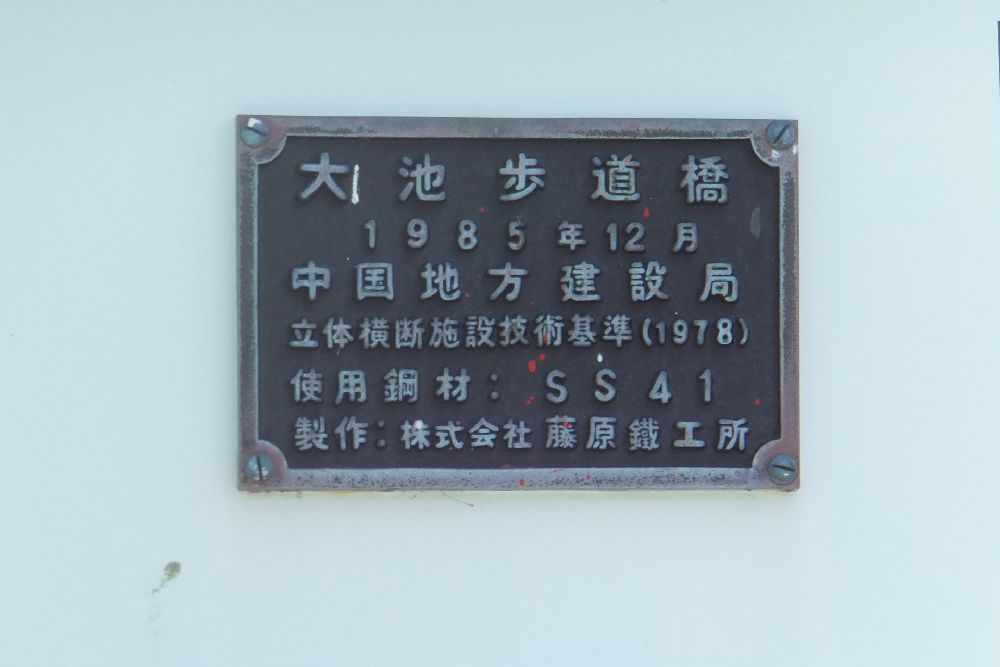 大池歩道橋
1985年12月
中国地方建設局
立体横断施設技術基準(1978)
使用鋼材:SS41
製作:株式会社藤原鐵工所